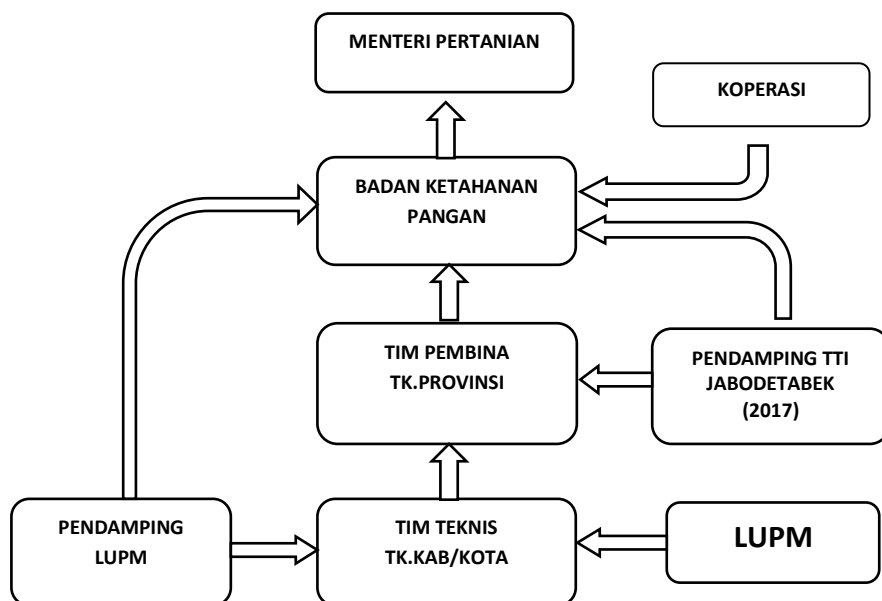 MENTERI PERTANIAN
KOPERASI
BADAN KETAHANAN
PANGAN
TIM PEMBINA
TK.PROVINSI
PENDAMPING TTI
JABODETABEK
(2017)
PENDAMPING
LUPM
TIM TEKNIS
TK.KAB/KOTA
LUPM